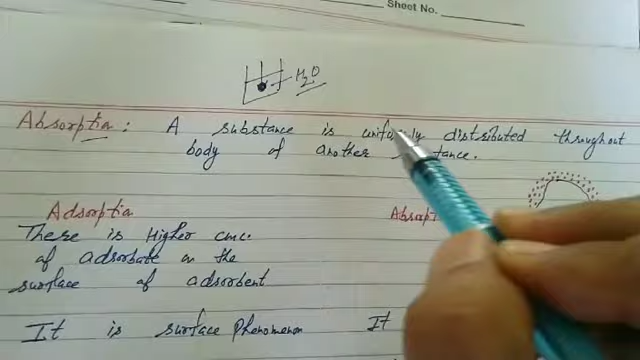 Sheet No.
H2O
Absorption : A substance is uniformly distributed throughout
body of another stance.
Adsorption
Absorpt
There is Higher conc.
of adsorbate on the
surface of adsorbent
It is surface Phenomenon
It